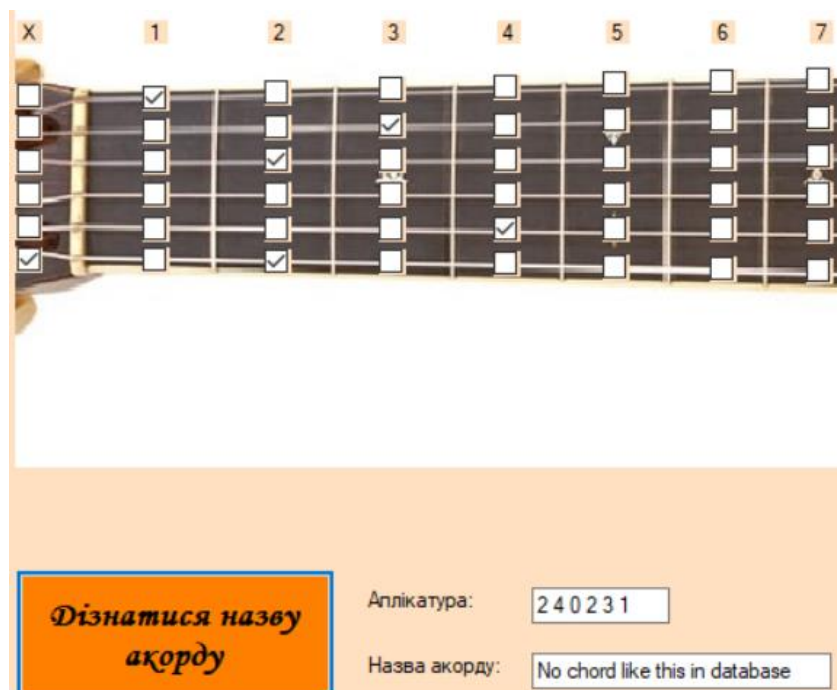 X 1 2 3 4 5 6 7
Дізнатися назву
акорду
Аплікатура:
2 4 0 2 3 1
Назва акорду:
No chord like this in database